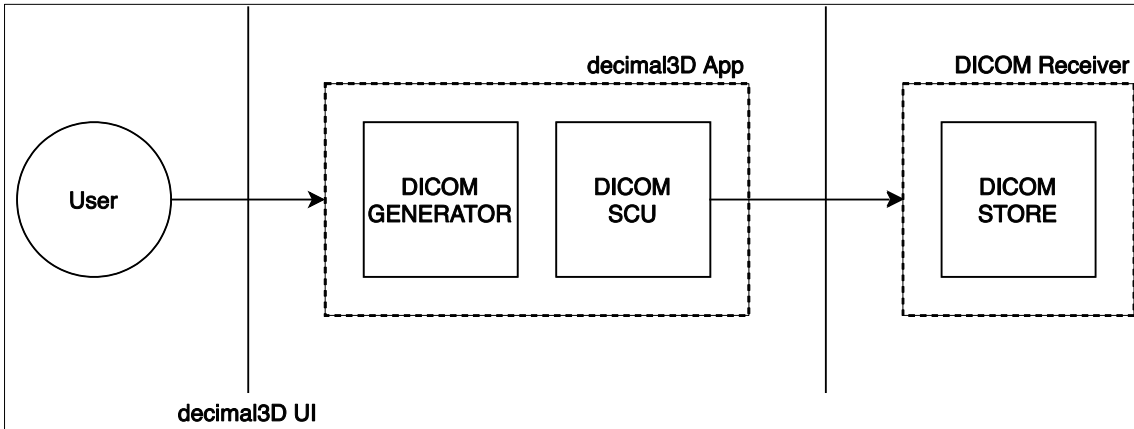 decimal3D App
DICOM Receiver
User
DICOM
GENERATOR
DICOM
SCU
DICOM
STORE
decimal3D UI